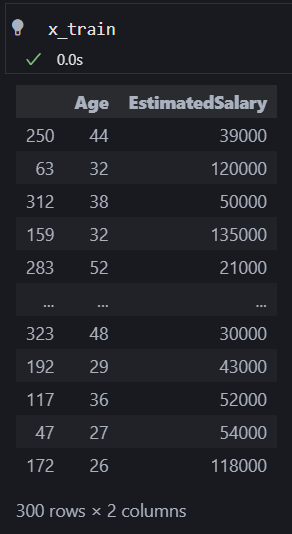 x_train
0.0s
Age EstimatedSalary
250 44 39000
63 32 120000
312 38 50000
159 32 135000
283 52 21000
... ... ...
323 48 30000
192 29 43000
117 36 52000
47 27 54000
172 26 118000
300 rows × 2 columns